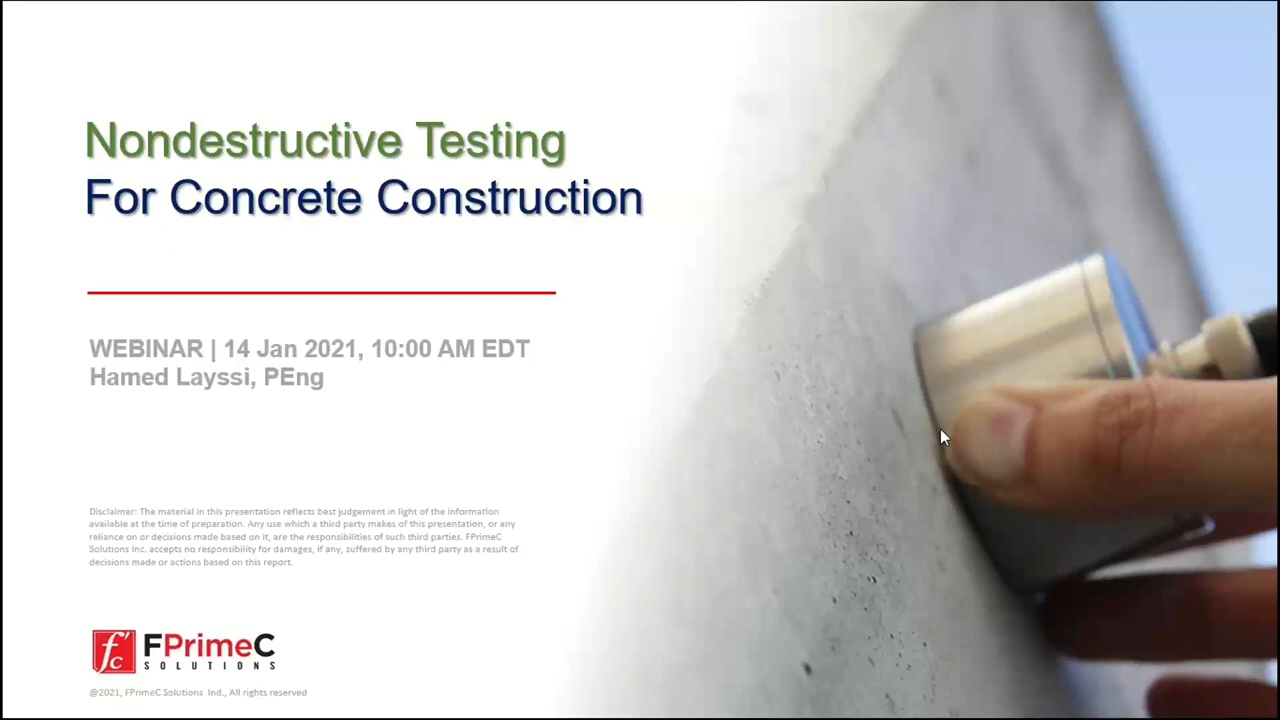 Nondestructive Testing
For Concrete Construction
WEBINAR | 14 Jan 2021, 10:00 AM EDT
Hamed Layssi, PEng
Disclaimer: The material in this presentation reflects best judgement in light of the information
available at the time of preparation. Any use which a third party makes of this presentation, or any
reliance on or decisions made based on it, are the responsibilities of such third parties. FPrimeC
Solutions Inc. accepts no responsibility for damages, if any, suffered by any third party as a result of
decisions made or actions based on this report.
f'c FPrimeC
SOLUTIONS
@2021, FPrimeC Solutions Ind., All rights reserved